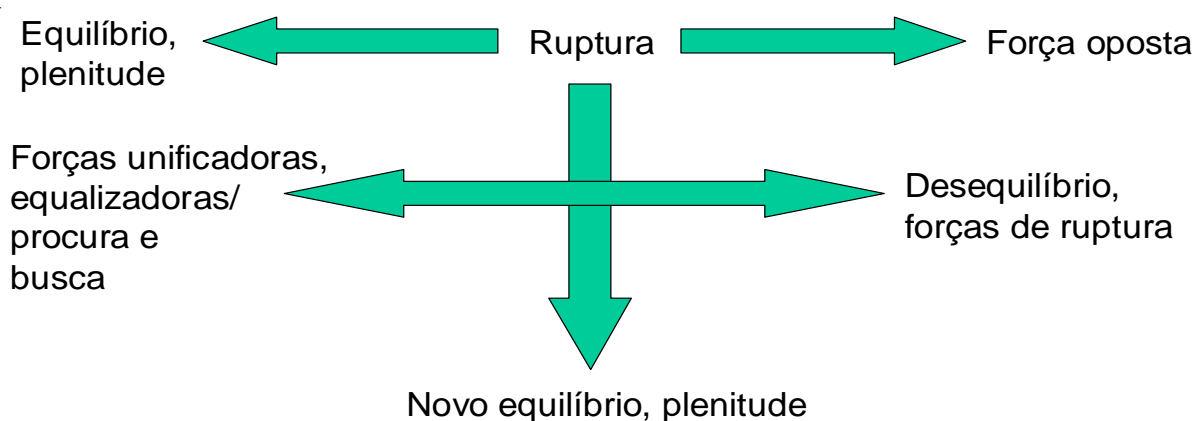 Equilíbrio,
plenitude
Ruptura
Força oposta
Forças unificadoras,
equalizadoras/
procura e
busca
Desequilíbrio,
forças de ruptura
Novo equilíbrio, plenitude